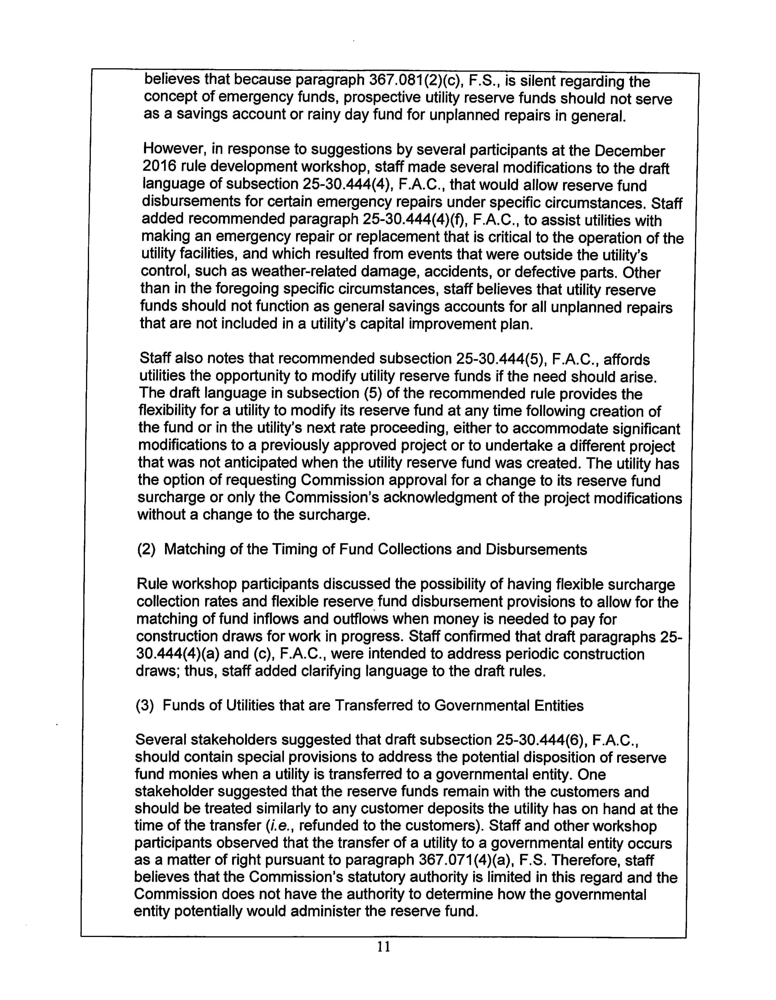 believes that because paragraph 367.081(2)(c), F.S., is silent regarding the
concept of emergency funds, prospective utility reserve funds should not serve
as a savings account or rainy day fund for unplanned repairs in general.
However, in response to suggestions by several participants at the December
2016 rule development workshop, staff made several modifications to the draft
language of subsection 25-30.444(4), F.A.C., that would allow reserve fund
disbursements for certain emergency repairs under specific circumstances. Staff
added recommended paragraph 25-30.444(4)(f), F.A.C., to assist utilities with
making an emergency repair or replacement that is critical to the operation of the
utility facilities, and which resulted from events that were outside the utility's
control, such as weather-related damage, accidents, or defective parts. Other
than in the foregoing specific circumstances, staff believes that utility reserve
funds should not function as general savings accounts for all unplanned repairs
that are not included in a utility's capital improvement plan.
Staff also notes that recommended subsection 25-30.444(5), F.A.C., affords
utilities the opportunity to modify utility reserve funds if the need should arise.
The draft language in subsection (5) of the recommended rule provides the
flexibility for a utility to modify its reserve fund at any time following creation of
the fund or in the utility's next rate proceeding, either to accommodate significant
modifications to a previously approved project or to undertake a different project
that was not anticipated when the utility reserve fund was created. The utility has
the option of requesting Commission approval for a change to its reserve fund
surcharge or only the Commission's acknowledgment of the project modifications
without a change to the surcharge.
(2) Matching of the Timing of Fund Collections and Disbursements
Rule workshop participants discussed the possibility of having flexible surcharge
collection rates and flexible reserve fund disbursement provisions to allow for the
matching of fund inflows and outflows when money is needed to pay for
construction draws for work in progress. Staff confirmed that draft paragraphs 25-
30.444(4)(a) and (c), F.A.C., were intended to address periodic construction
draws; thus, staff added clarifying language to the draft rules.
(3) Funds of Utilities that are Transferred to Governmental Entities
Several stakeholders suggested that draft subsection 25-30.444(6), F.A.C.,
should contain special provisions to address the potential disposition of reserve
fund monies when a utility is transferred to a governmental entity. One
stakeholder suggested that the reserve funds remain with the customers and
should be treated similarly to any customer deposits the utility has on hand at the
time of the transfer (i.e., refunded to the customers). Staff and other workshop
participants observed that the transfer of a utility to a governmental entity occurs
as a matter of right pursuant to paragraph 367.071(4)(a), F.S. Therefore, staff
believes that the Commission's statutory authority is limited in this regard and the
Commission does not have the authority to determine how the governmental
entity potentially would administer the reserve fund.
11